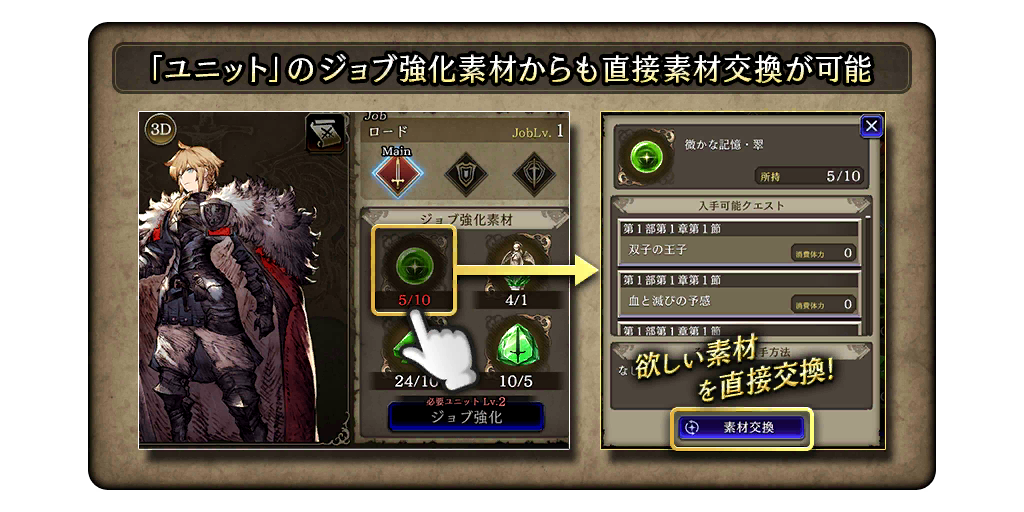 「ユニット」のジョブ強化素材からも直接素材交換が可能
3D
Job
ロード
JobLv. 1
Main
ジョブ強化素材
5/10
4/1
24/10
10/5
必要ユニットLv.2
ジョブ強化
微かな記憶・翠
所持 5/10
入手可能クエスト
第1部第1章第1節
双子の王子
消費体力 0
第1部第1章第1節
血と滅びの予感
消費体力 0
第1部第1章第1節
手方法
な
欲しい素材
を直接交換!
素材交換